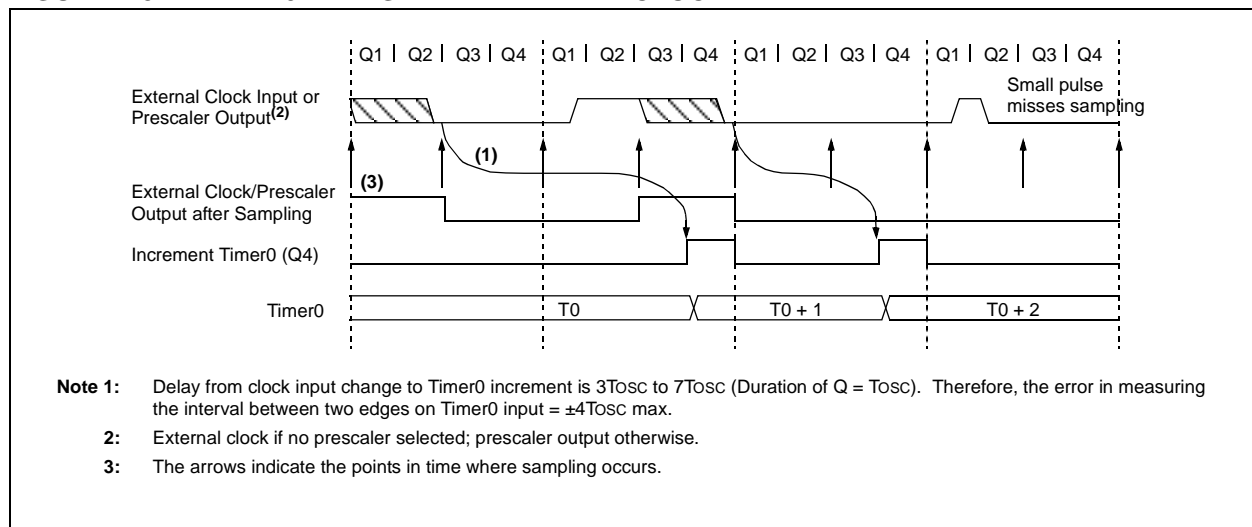 Q1 | Q2 | Q3 | Q4 Q1 | Q2 | Q3 | Q4 Q1 | Q2 | Q3 | Q4 Q1 | Q2 | Q3 | Q4
External Clock Input or
Prescaler Output(2)
Small pulse
misses sampling
(1)
(3)
External Clock/Prescaler
Output after Sampling
Increment Timer0 (Q4)
Timer0
T0
T0 + 1
T0 + 2
Note 1: Delay from clock input change to Timer0 increment is 3TOSC to 7TOSC (Duration of Q = TOSC). Therefore, the error in measuring
the interval between two edges on Timer0 input = ±4TOSC max.
2: External clock if no prescaler selected; prescaler output otherwise.
3: The arrows indicate the points in time where sampling occurs.